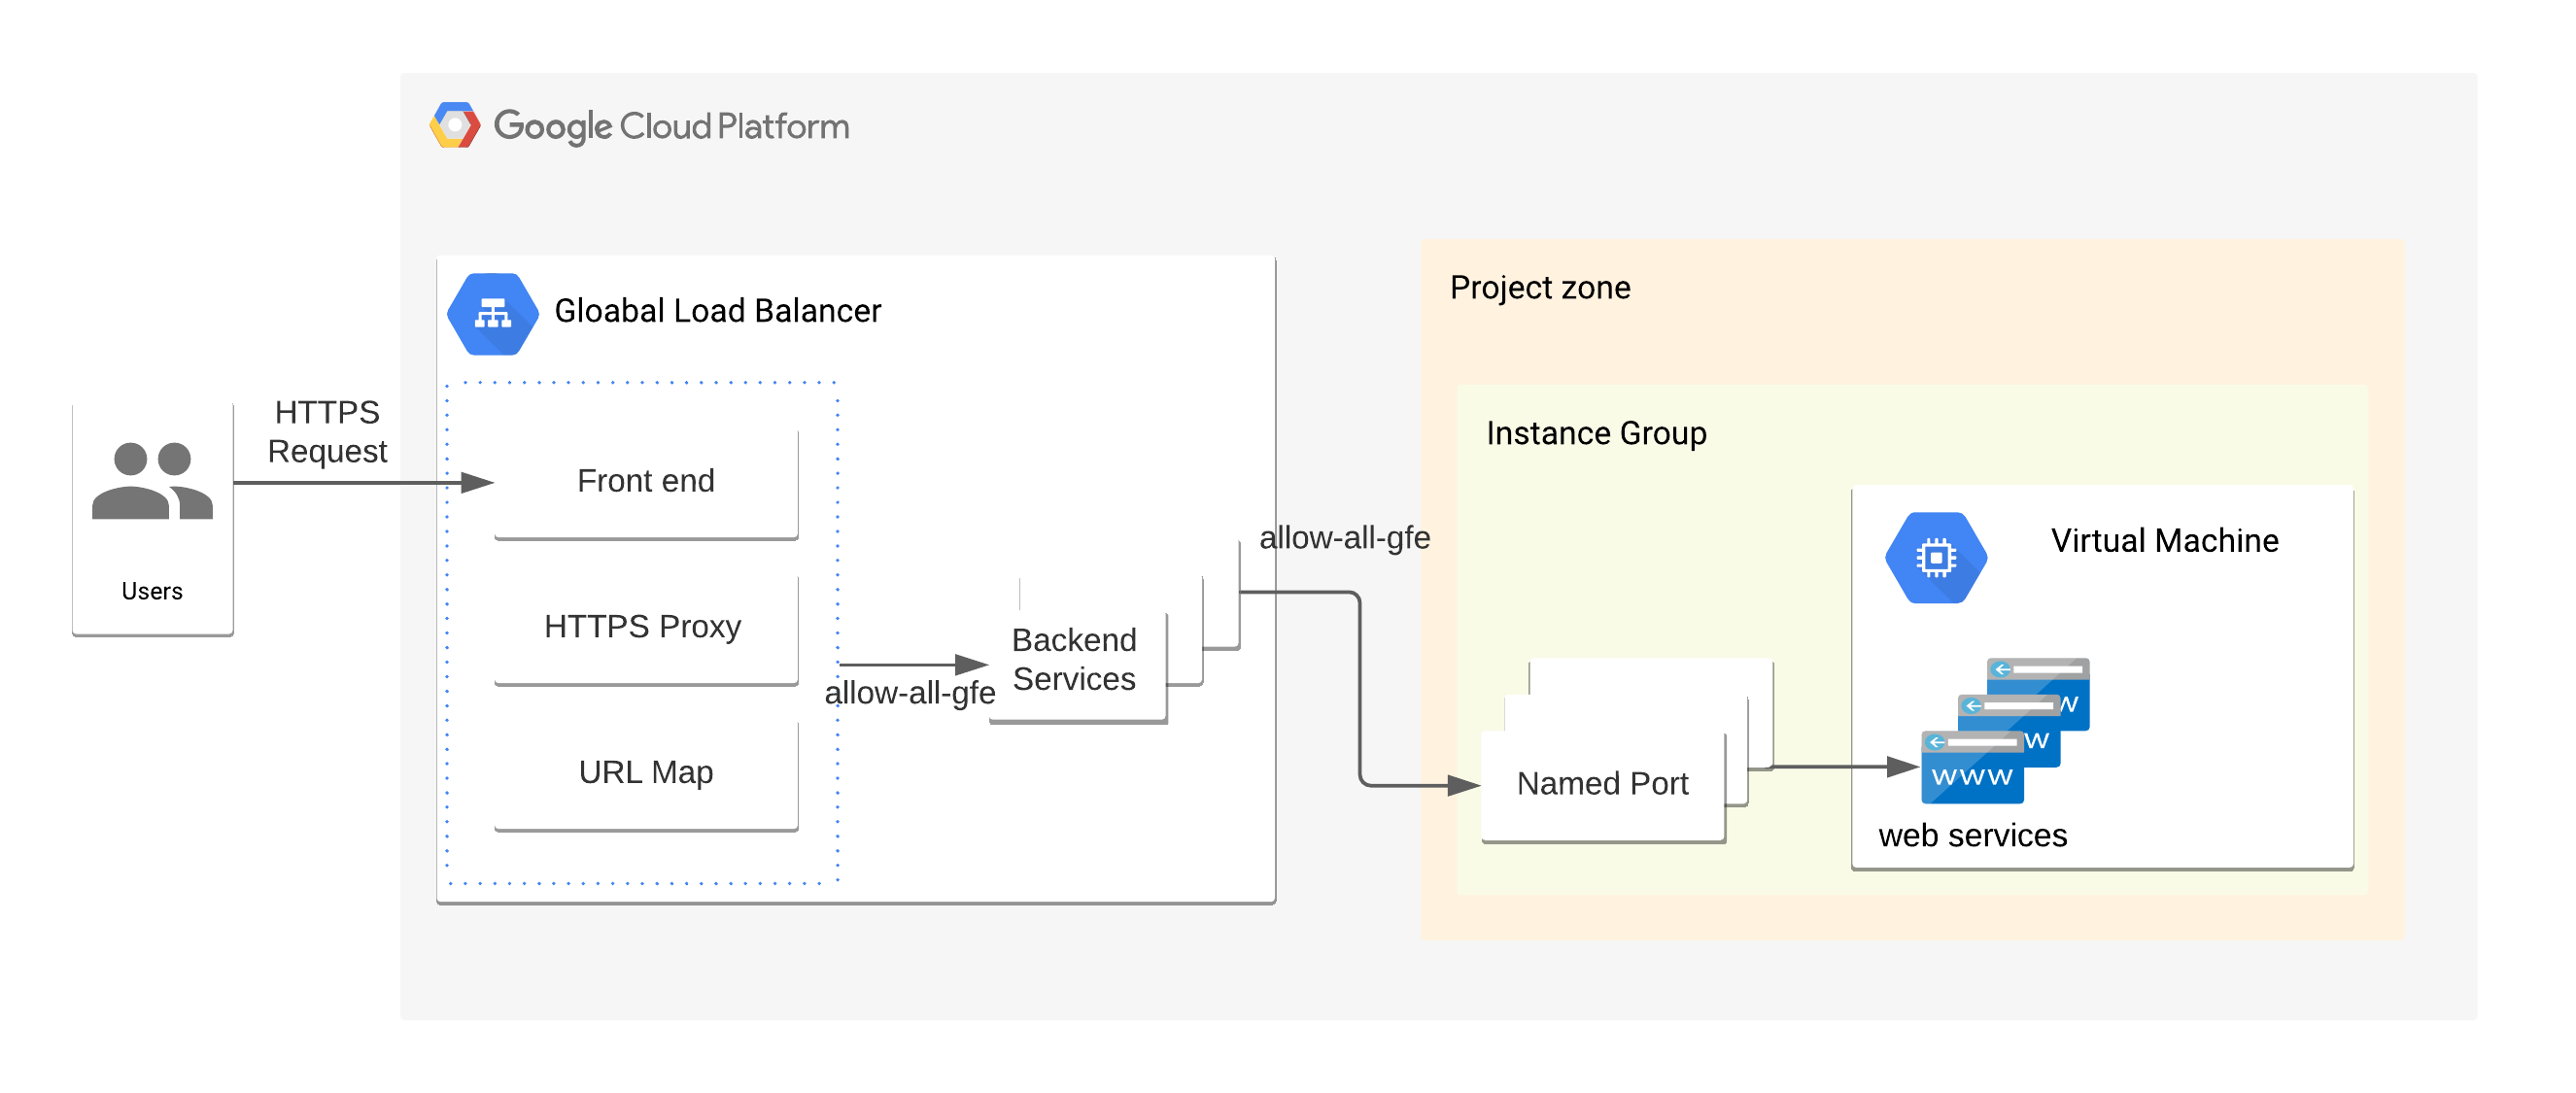 Google Cloud Platform
Gloabal Load Balancer
Project zone
HTTPS
Request
Users
Front end
HTTPS Proxy
URL Map
allow-all-gfe
Backend
Services
allow-all-gfe
Instance Group
Named Port
Virtual Machine
W
W
WWW
web services